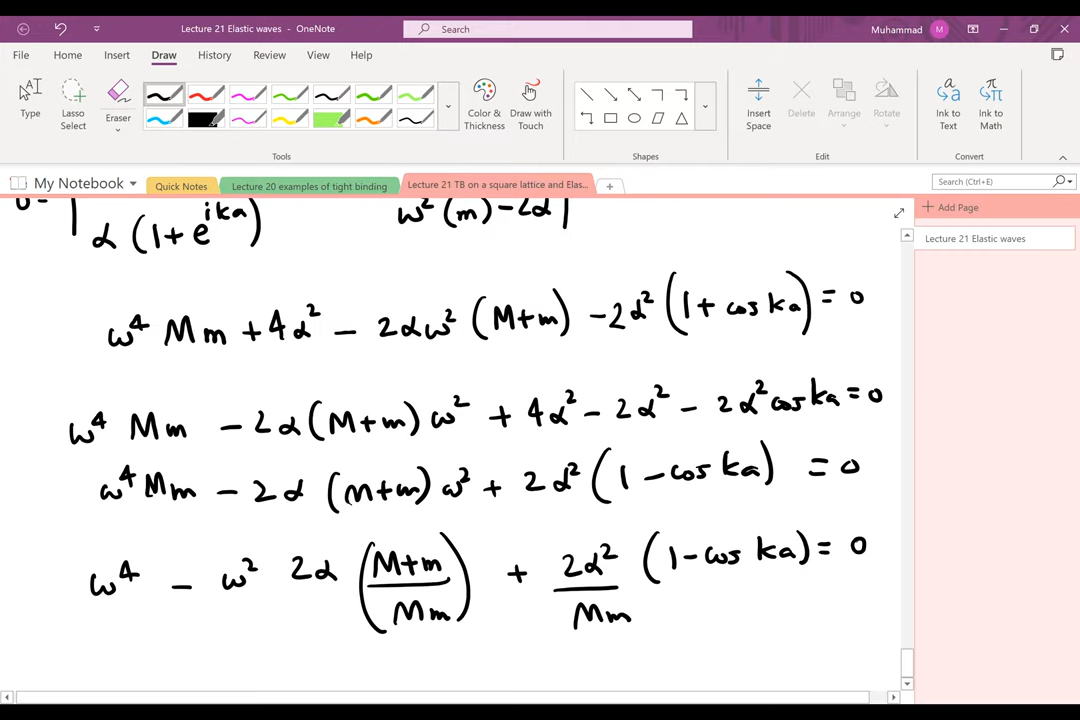 Lecture 21 Elastic waves - OneNote
Search
Muhammad M
File Home Insert Draw History Review View Help
Type Lasso Select Eraser
Color & Thickness Draw with Touch
Insert Space Delete Arrange Rotate
Ink to Text Ink to Math
Tools Shapes Edit Convert
My Notebook Quick Notes Lecture 20 examples of tight binding Lecture 21 TB on a square lattice and Elas... Search (Ctrl+E)
Add Page
Lecture 21 Elastic waves
α (1 + e^{ika}) ω² (m) − 2α |
ω⁴ Mm + 4α² − 2αω² (M+m) − 2α² (1 + cos ka) = 0
ω⁴ Mm − 2α (M+m) ω² + 4α² − 2α² − 2α² cos ka = 0
ω⁴ Mm − 2α (M+m) ω² + 2α² (1 − cos ka) = 0
ω⁴ − ω² 2α ((M+m)/(Mm)) + 2α²/(Mm) (1 − cos ka) = 0